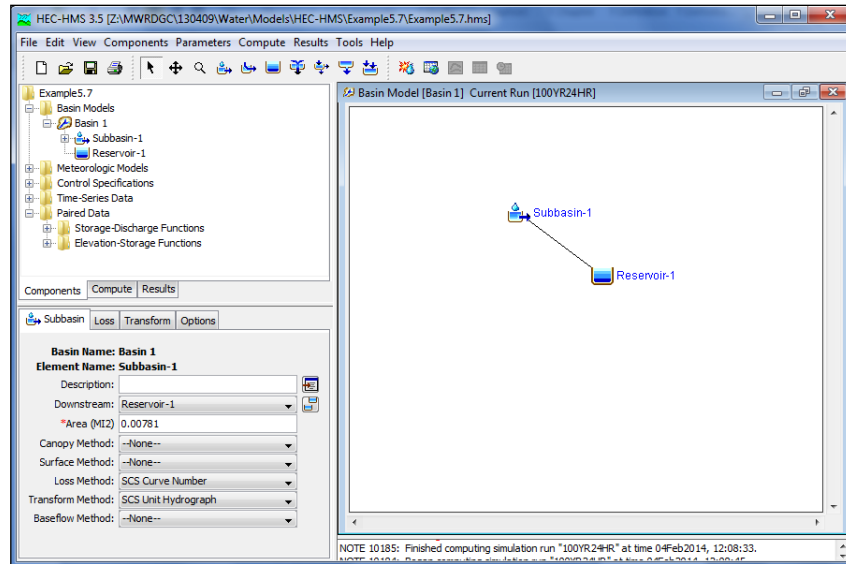 HEC-HMS 3.5 [Z:\MWRDGC\130409\Water\Models\HEC-HMS\Example5.7\Example5.7.hms]
File Edit View Components Parameters Compute Results Tools Help
Example5.7
Basin Models
Basin 1
Subbasin-1
Reservoir-1
Meteorologic Models
Control Specifications
Time-Series Data
Paired Data
Storage-Discharge Functions
Elevation-Storage Functions
Components Compute Results
Subbasin Loss Transform Options
Basin Name: Basin 1
Element Name: Subbasin-1
Description:
Downstream: Reservoir-1
*Area (MI2) 0.00781
Canopy Method: --None--
Surface Method: --None--
Loss Method: SCS Curve Number
Transform Method: SCS Unit Hydrograph
Baseflow Method: --None--
Basin Model [Basin 1] Current Run [100YR24HR]
Subbasin-1
Reservoir-1
NOTE 10185: Finished computing simulation run "100YR24HR" at time 04Feb2014, 12:08:33.